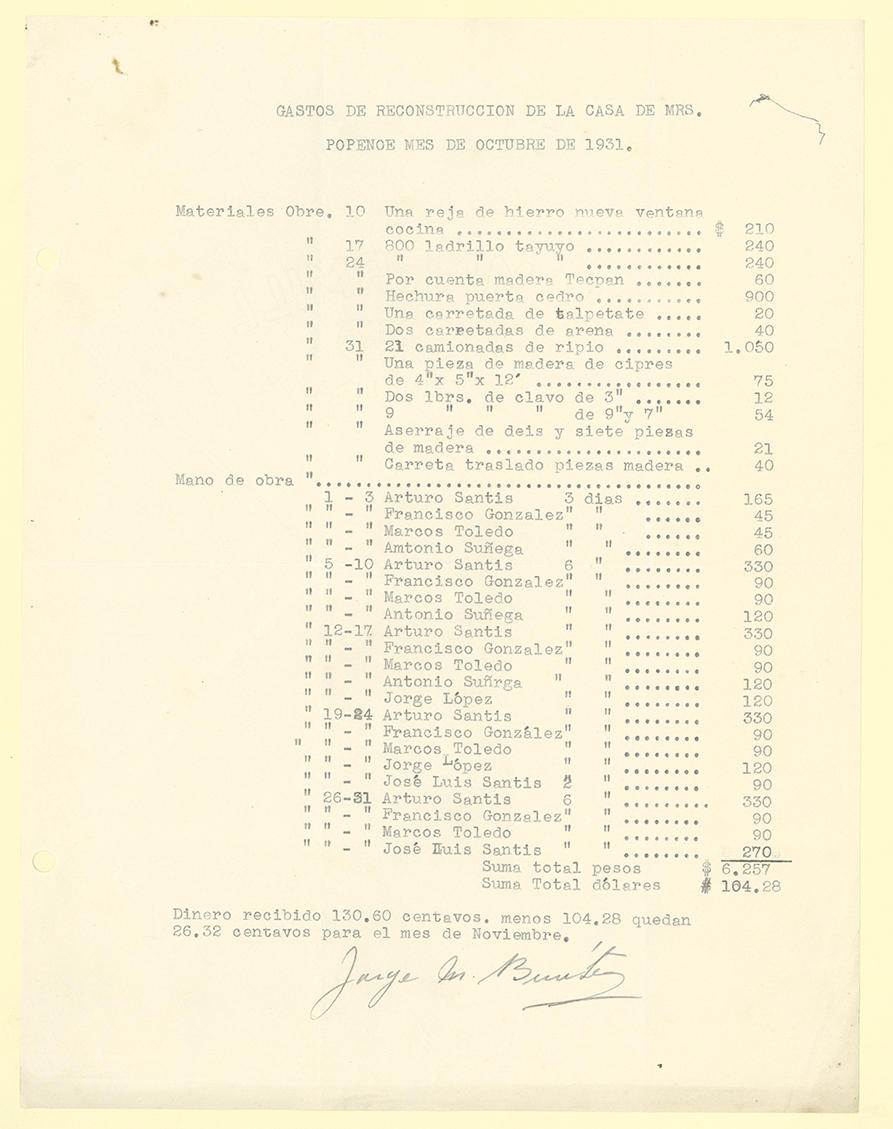 GASTOS DE RECONSTRUCCION DE LA CASA DE MRS.
POPENOE MES DE OCTUBRE DE 1931.
Materiales Obre. 10 Una reja de hierro nueva ventana
cocina ......................... $ 210
" 17 800 ladrillo tayuyo ............ 240
" 24 " " " ............ 240
" " Por cuenta madera Tecpan ....... 60
" " Hechura puerta cedro ........... 900
" " Una carretada de talpetate ..... 20
" " Dos carretadas de arena ........ 40
" 31 21 camionadas de ripio ......... 1.050
" " Una pieza de madera de cipres
de 4"x 5"x 12' ................. 75
" " Dos lbrs. de clavo de 3" ....... 12
" " 9 " " " de 9"y 7" 54
" " Aserraje de deis y siete piezas
de madera ...................... 21
" " Carreta traslado piezas madera .. 40
Mano de obra "..........................................
1 - 3 Arturo Santis 3 dias ....... 165
" " - " Francisco Gonzalez" " ...... 45
" " - " Marcos Toledo " " ...... 45
" " - " Amtonio Suñega " " ........ 60
" 5 -10 Arturo Santis 6 " ........ 330
" " - " Francisco Gonzalez" " ........ 90
" " - " Marcos Toledo " " ........ 90
" " - " Antonio Suñega " " ........ 120
" 12-17 Arturo Santis " " ........ 330
" " - " Francisco Gonzalez" " ........ 90
" " - " Marcos Toledo " " ........ 90
" " - " Antonio Suñrga " " ........ 120
" " - " Jorge López " " ........ 120
" 19-24 Arturo Santis " " ........ 330
" " - " Francisco González" " ........ 90
" " - " Marcos Toledo " " ........ 90
" " - " Jorge López " " ........ 120
" " - " José Luis Santis 2 " ........ 90
" 26-31 Arturo Santis 6 " ......... 330
" " - " Francisco Gonzalez" " ........ 90
" " - " Marcos Toledo " " ........ 90
" " - " José Luis Santis " " ........ 270
Suma total pesos $ 6.257
Suma Total dólares # 104.28
Dinero recibido 130.60 centavos. menos 104.28 quedan
26.32 centavos para el mes de Noviembre.
Jorge M. Benítez